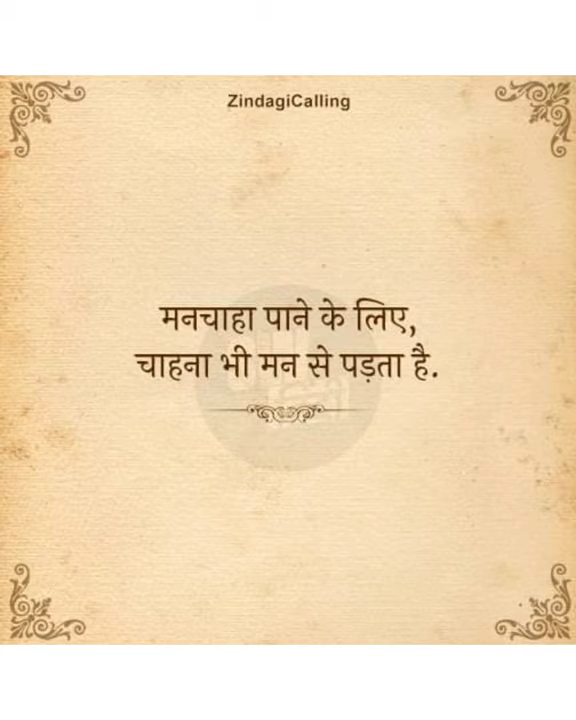 ZindagiCalling
मनचाहा पाने के लिए,
चाहना भी मन से पड़ता है.